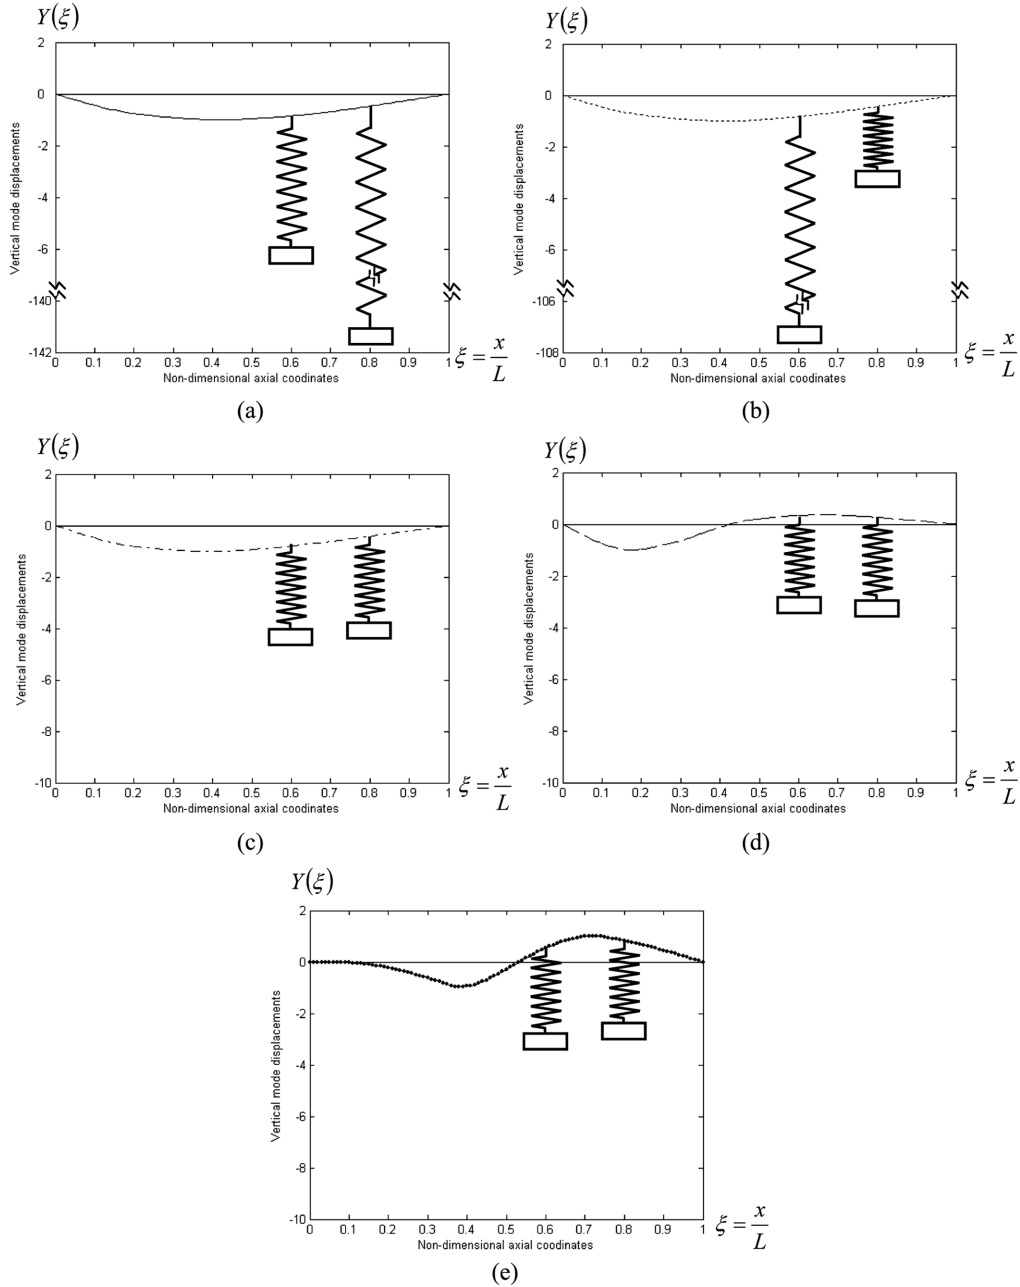 Y(ξ)
2
0
-2
-4
-6
-140
-142
Vertical mode displacements
0 0.1 0.2 0.3 0.4 0.5 0.6 0.7 0.8 0.9 1
Non-dimensional axial coodinates
ξ = x/L
(a)
Y(ξ)
2
0
-2
-4
-6
-106
-108
Vertical mode displacements
0 0.1 0.2 0.3 0.4 0.5 0.6 0.7 0.8 0.9 1
Non-dimensional axial coodinates
ξ = x/L
(b)
Y(ξ)
2
0
-2
-4
-6
-8
-10
Vertical mode displacements
0 0.1 0.2 0.3 0.4 0.5 0.6 0.7 0.8 0.9 1
Non-dimensional axial coodinates
ξ = x/L
(c)
Y(ξ)
2
0
-2
-4
-6
-8
-10
Vertical mode displacements
0 0.1 0.2 0.3 0.4 0.5 0.6 0.7 0.8 0.9 1
Non-dimensional axial coodinates
ξ = x/L
(d)
Y(ξ)
2
0
-2
-4
-6
-8
-10
Vertical mode displacements
0 0.1 0.2 0.3 0.4 0.5 0.6 0.7 0.8 0.9 1
Non-dimensional axial coodinates
ξ = x/L
(e)